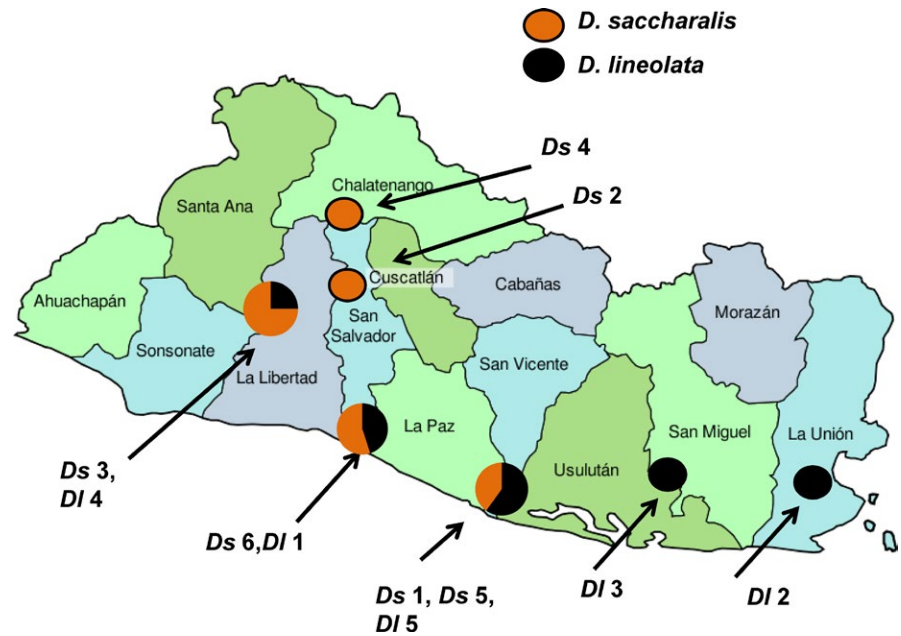 D. saccharalis
D. lineolata
Ds 4
Chalatenango
Ds 2
Santa Ana
Cuscatlán
Cabañas
Ahuachapán
Morazán
San
Salvador
Sonsonate
San Vicente
La Libertad
La Paz
San Miguel
La Unión
Usulután
Ds 3,
Dl 4
Ds 6,Dl 1
Ds 1, Ds 5,
Dl 5
Dl 3
Dl 2